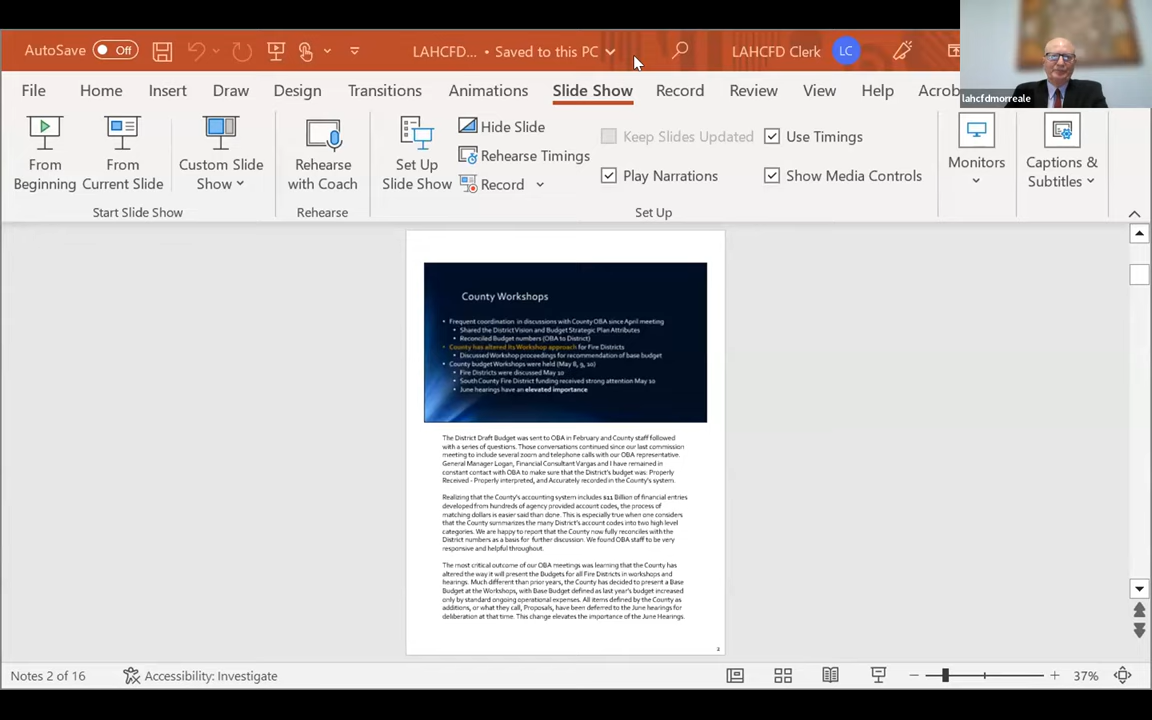 AutoSave Off LAHCFD... • Saved to this PC LAHCFD Clerk LC
lahcfdmorreale
File Home Insert Draw Design Transitions Animations Slide Show Record Review View Help Acrob
From Beginning
From Current Slide
Custom Slide Show
Start Slide Show
Rehearse with Coach
Rehearse
Set Up Slide Show
Hide Slide
Rehearse Timings
Record
Keep Slides Updated
Play Narrations
Use Timings
Show Media Controls
Set Up
Monitors
Captions & Subtitles
County Workshops
• Frequent coordination in discussions with County OBA since April meeting
• Shared the District Vision and Budget Strategic Plan Attributes
• Reconciled Budget numbers (OBA to District)
• County has altered its Workshop approach for Fire Districts
• Discussed Workshop proceedings for recommendation of base budget
• County budget Workshops were held (May 8, 9, 10)
• Fire Districts were discussed May 10
• South County Fire District funding received strong attention May 10
• June hearings have an elevated importance
The District Draft Budget was sent to OBA in February and County staff followed
with a series of questions. Those conversations continued since our last commission
meeting to include several zoom and telephone calls with our OBA representative.
General Manager Logan, Financial Consultant Vargas and I have remained in
constant contact with OBA to make sure that the District's budget was: Properly
Received - Properly interpreted, and Accurately recorded in the County's system.
Realizing that the County's accounting system includes $11 Billion of financial entries
developed from hundreds of agency provided account codes, the process of
matching dollars is easier said than done. This is especially true when one considers
that the County summarizes the many District's account codes into two high level
categories. We are happy to report that the County now fully reconciles with the
District numbers as a basis for further discussion. We found OBA staff to be very
responsive and helpful throughout.
The most critical outcome of our OBA meetings was learning that the County has
altered the way it will present the Budgets for all Fire Districts in workshops and
hearings. Much different than prior years, the County has decided to present a Base
Budget at the Workshops, with Base Budget defined as last year's budget increased
only by standard ongoing operational expenses. All items defined by the County as
additions, or what they call, Proposals, have been deferred to the June hearings for
deliberation at that time. This change elevates the importance of the June Hearings.
2
Notes 2 of 16 Accessibility: Investigate 37%